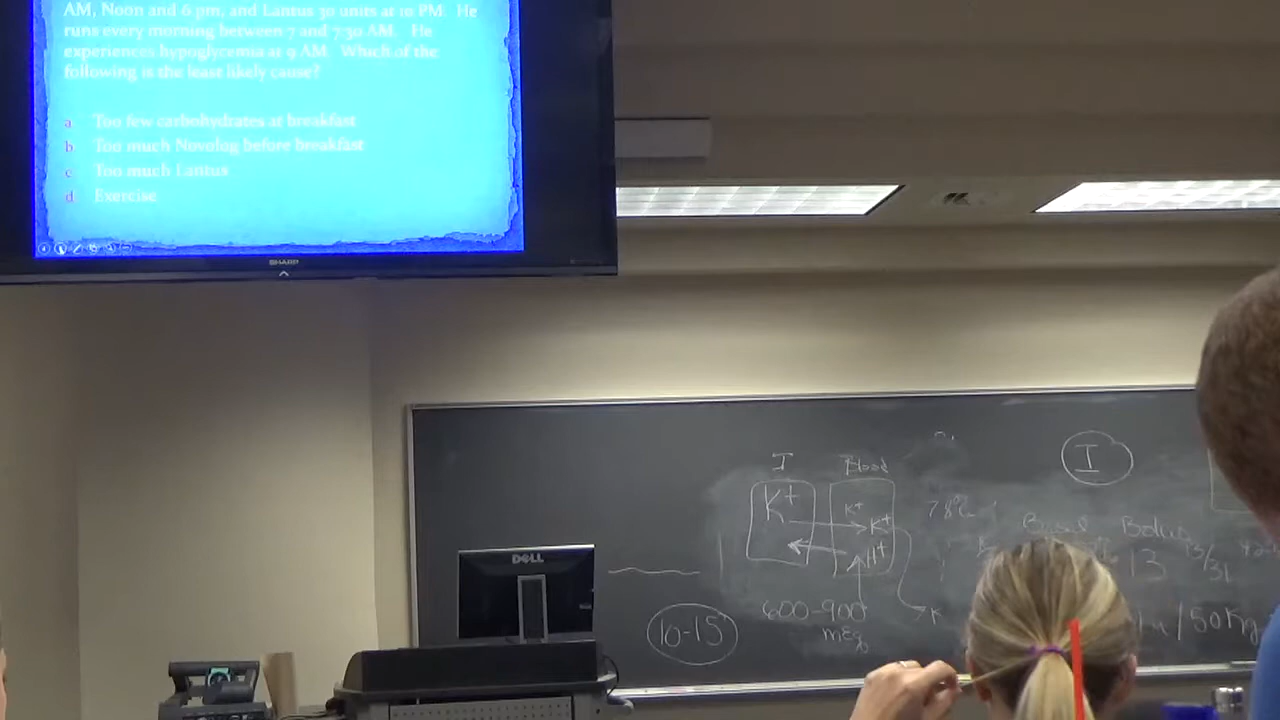 AM, Noon and 6 pm, and Lantus 30 units at 10 PM. He
runs every morning between 7 and 7:30 AM. He
experiences hypoglycemia at 9 AM. Which of the
following is the least likely cause?
a Too few carbohydrates at breakfast
b Too much Novolog before breakfast
c Too much Lantus
d Exercise
SHARP
I
I Blood
K+
K+
K+
H+
78%
Basal Bolus
13
31
DELL
10-15
600-900
mEq
K
/50Kg